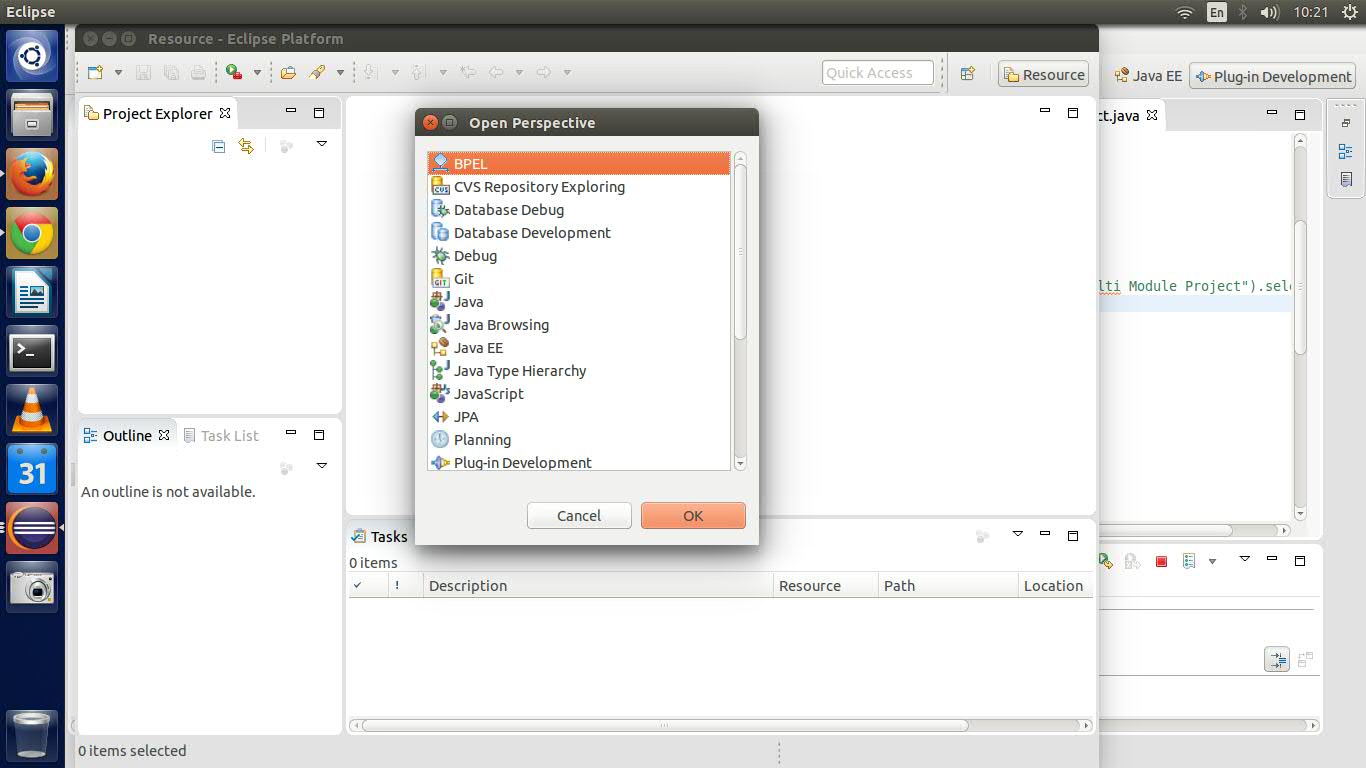 Eclipse
En
10:21
Resource - Eclipse Platform
Quick Access
Resource
Java EE
Plug-in Development
Project Explorer
ct.java
Open Perspective
BPEL
CVS Repository Exploring
Database Debug
Database Development
Debug
Git
Java
Java Browsing
Java EE
Java Type Hierarchy
JavaScript
JPA
Planning
Plug-in Development
Cancel
OK
lti Module Project").sele
Outline
Task List
An outline is not available.
Tasks
0 items
!
Description
Resource
Path
Location
0 items selected
31
CVS
GIT